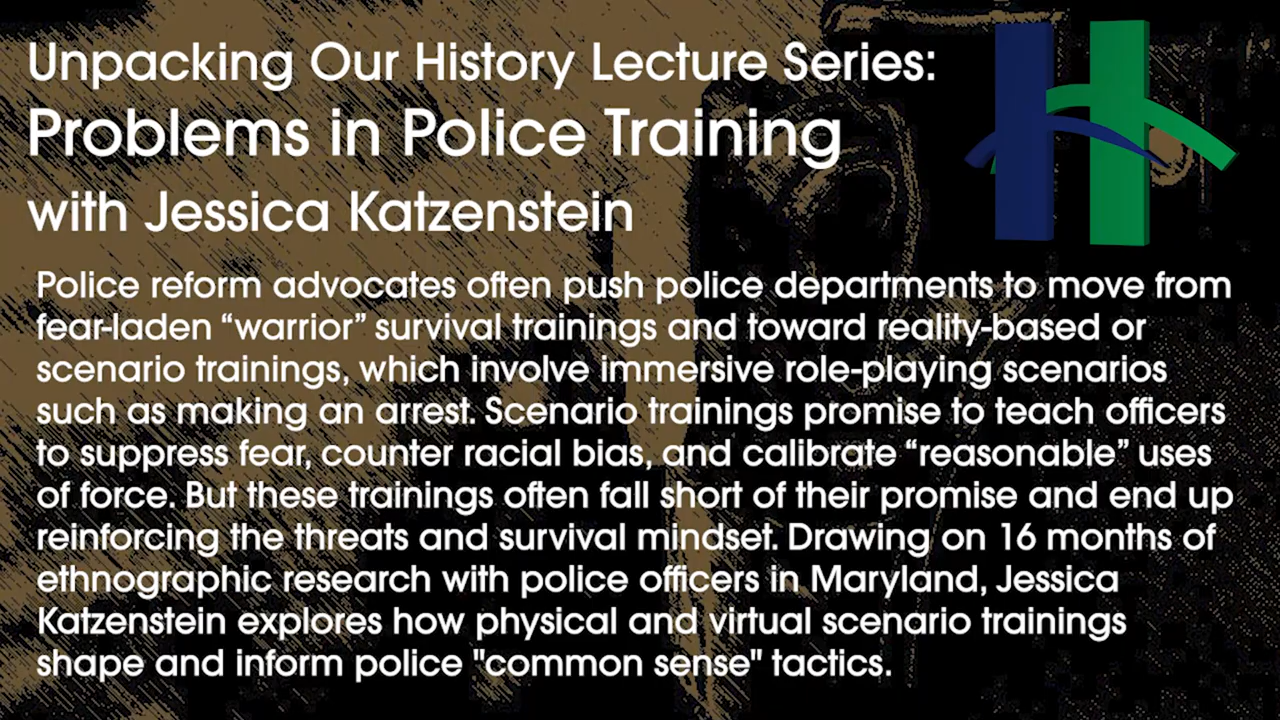 Unpacking Our History Lecture Series:
Problems in Police Training
with Jessica Katzenstein
Police reform advocates often push police departments to move from
fear-laden “warrior” survival trainings and toward reality-based or
scenario trainings, which involve immersive role-playing scenarios
such as making an arrest. Scenario trainings promise to teach officers
to suppress fear, counter racial bias, and calibrate “reasonable” uses
of force. But these trainings often fall short of their promise and end up
reinforcing the threats and survival mindset. Drawing on 16 months of
ethnographic research with police officers in Maryland, Jessica
Katzenstein explores how physical and virtual scenario trainings
shape and inform police "common sense" tactics.